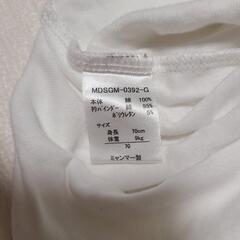 MDSGM-0392-G
本体 綿 100%
衿バインダー 綿 95%
ポリウレタン 5%
サイズ
身長 70cm
体重 9kg
70
ミャンマー製